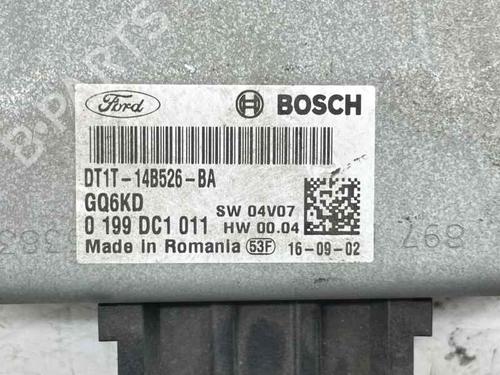 B-PARTS
Ford
BOSCH
DT1T-14B526-BA
GQ6KD
0 199 DC1 011
SW 04V07
HW 00.04
Made in Romania 53F
16-09-02
897